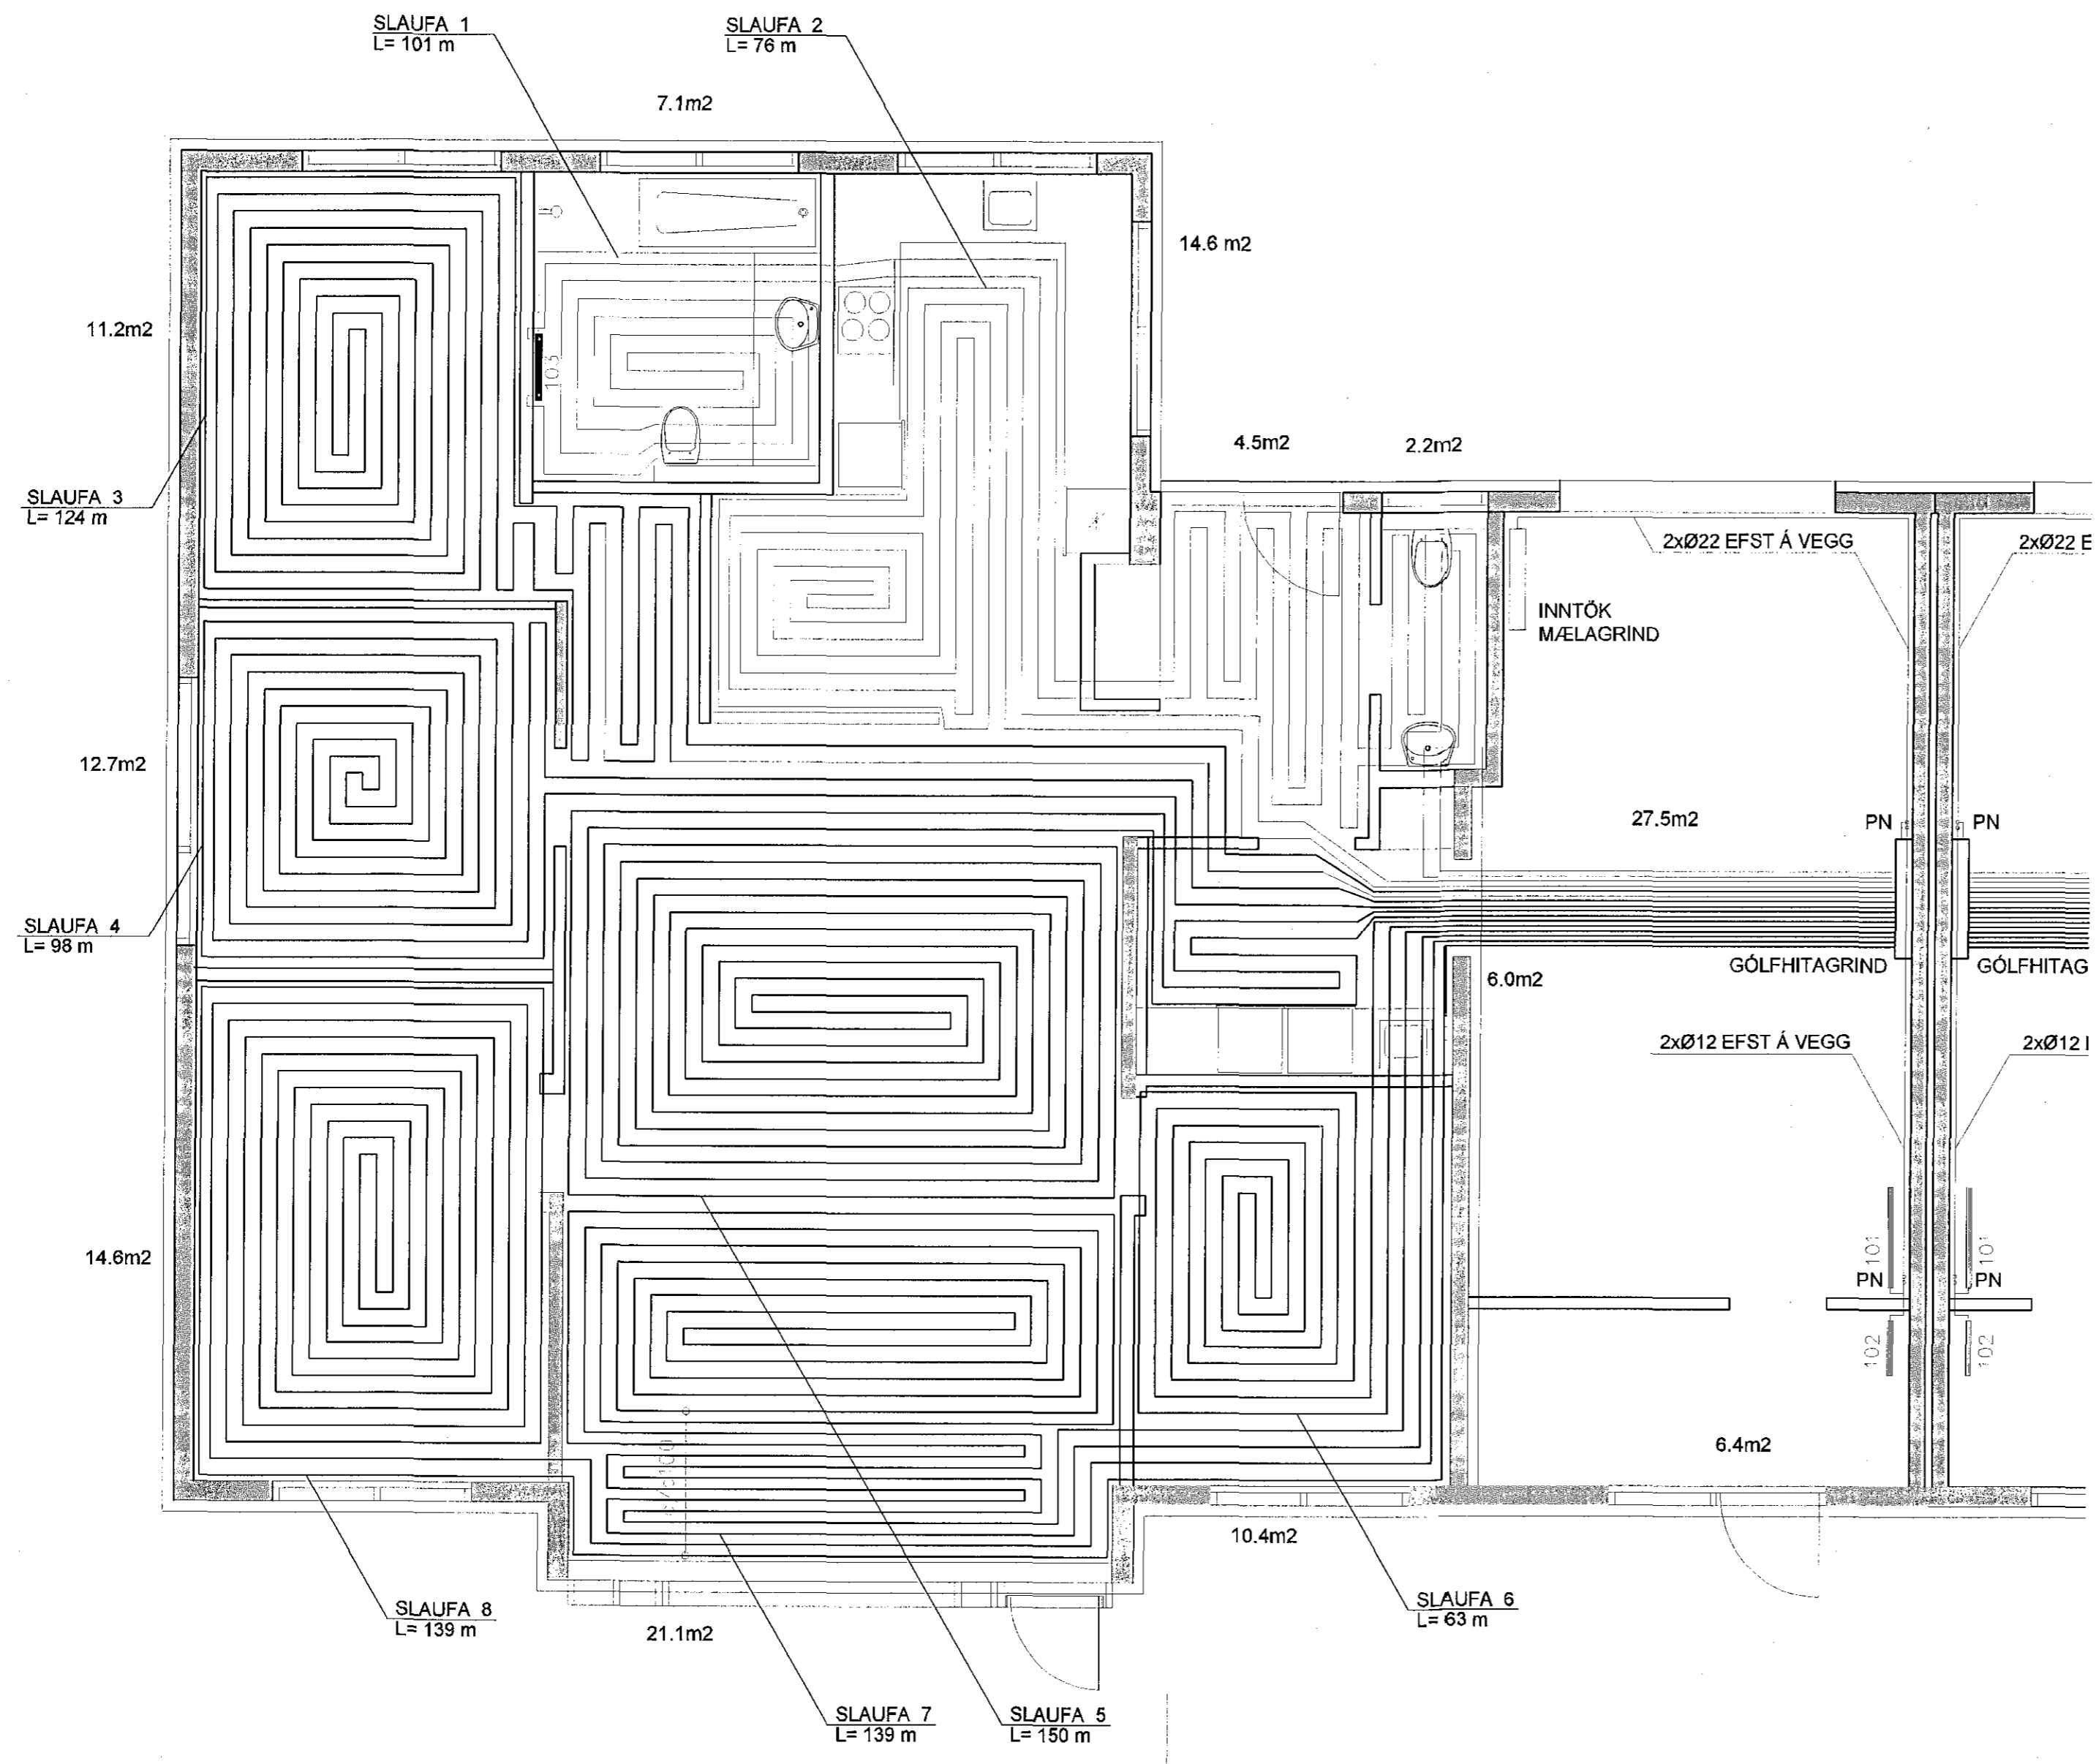 SLAUFA 1
L= 101 m
SLAUFA 2
L= 76 m
7.1m2
14.6 m2
11.2m2
103
4.5m2
2.2m2
SLAUFA 3
L= 124 m
2xØ22 EFST Á VEGG
2xØ22 E
INNTÖK
MÆLAGRIND
12.7m2
27.5m2
PN
PN
SLAUFA 4
L= 98 m
GÓLFHITAGRIND
GÓLFHITAG
6.0m2
2xØ12 EFST Á VEGG
2xØ12 I
14.6m2
101
101
PN
PN
102
102
6.4m2
10.4m2
SLAUFA 8
L= 139 m
SLAUFA 6
L= 63 m
21.1m2
SLAUFA 7
L= 139 m
SLAUFA 5
L= 150 m